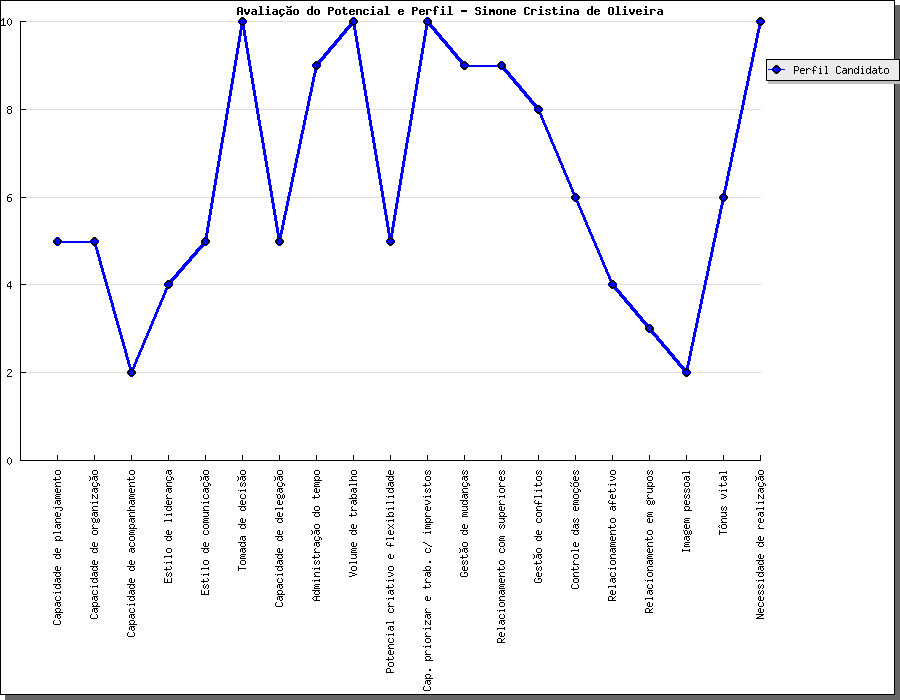 Avaliação do Potencial e Perfil - Simone Cristina de Oliveira
10
8
6
4
2
0
Perfil Candidato
Capacidade de planejamento
Capacidade de organização
Capacidade de acompanhamento
Estilo de liderança
Estilo de comunicação
Tomada de decisão
Capacidade de delegação
Administração do tempo
Volume de trabalho
Potencial criativo e flexibilidade
Cap. priorizar e trab. c/ imprevistos
Gestão de mudanças
Relacionamento com superiores
Gestão de conflitos
Controle das emoções
Relacionamento afetivo
Relacionamento em grupos
Imagem pessoal
Tônus vital
Necessidade de realização